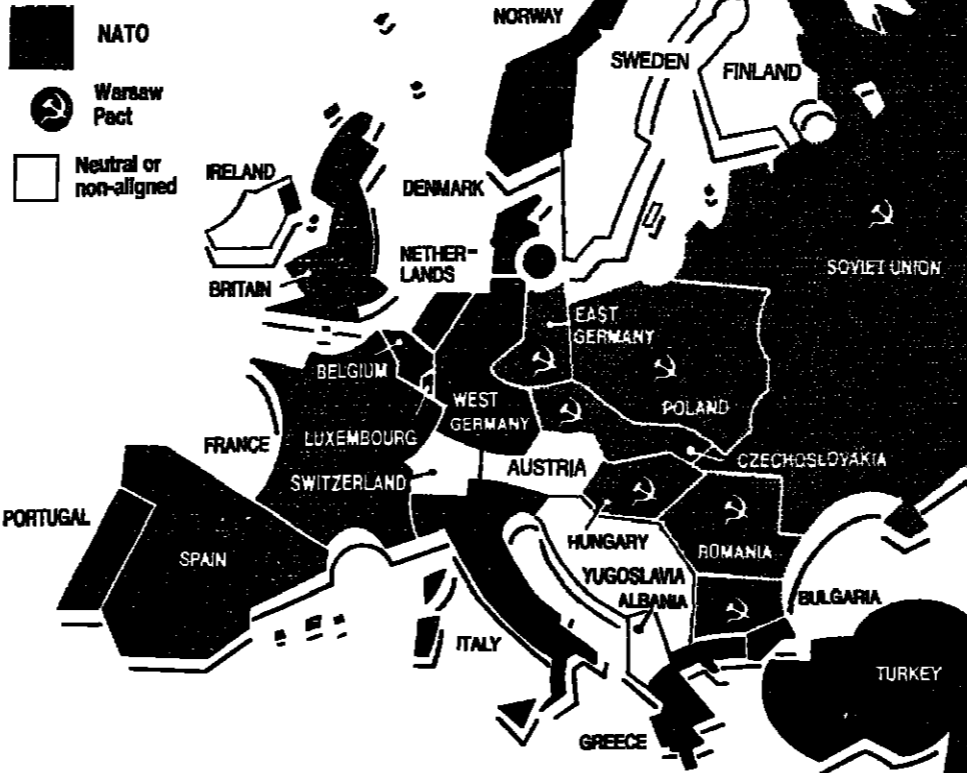 NATO
Warsaw
Pact
Neutral or
non-aligned
NORWAY
SWEDEN
FINLAND
IRELAND
DENMARK
NETHER-
LANDS
BRITAIN
SOVIET UNION
EAST
GERMANY
BELGIUM
WEST
GERMANY
POLAND
LUXEMBOURG
FRANCE
CZECHOSLOVAKIA
SWITZERLAND
AUSTRIA
PORTUGAL
SPAIN
HUNGARY
ROMANIA
YUGOSLAVIA
ALBANIA
BULGARIA
ITALY
TURKEY
GREECE